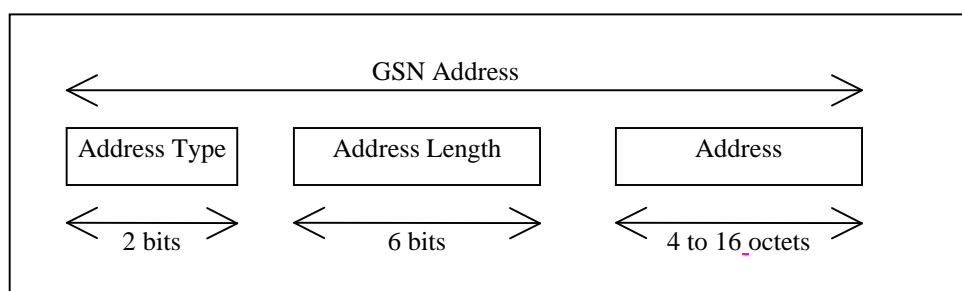 GSN Address
Address Type Address Length Address
2 bits 6 bits 4 to 16 octets